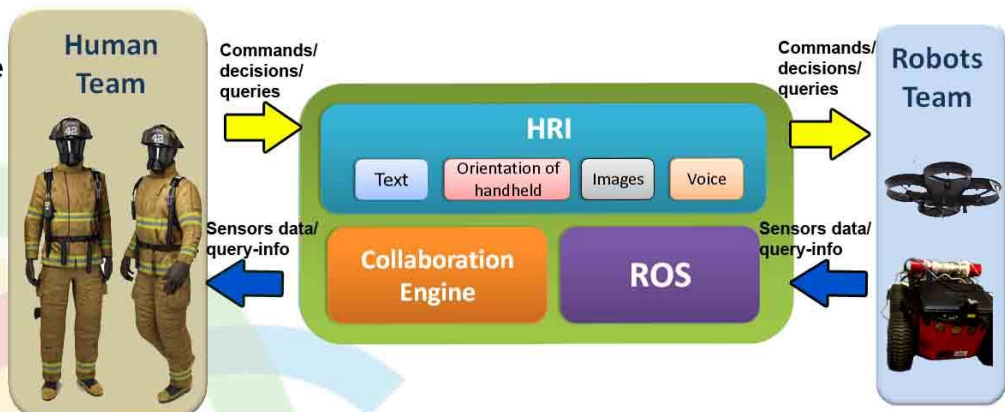 Human
Team
e
42
42
Commands/
decisions/
queries
Sensors data/
query-info
HRI
Text
Orientation of
handheld
Images
Voice
Collaboration
Engine
ROS
Commands/
decisions/
queries
Sensors data/
query-info
Robots
Team